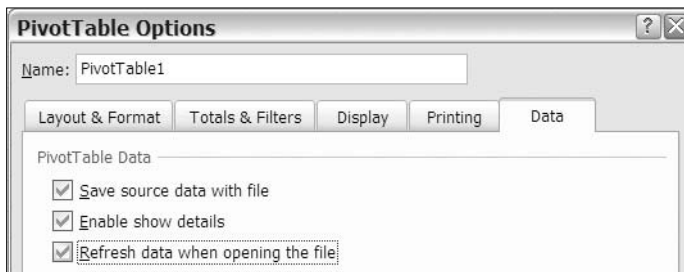 PivotTable Options
Name: PivotTable1
Layout & Format Totals & Filters Display Printing Data
PivotTable Data
Save source data with file
Enable show details
Refresh data when opening the file